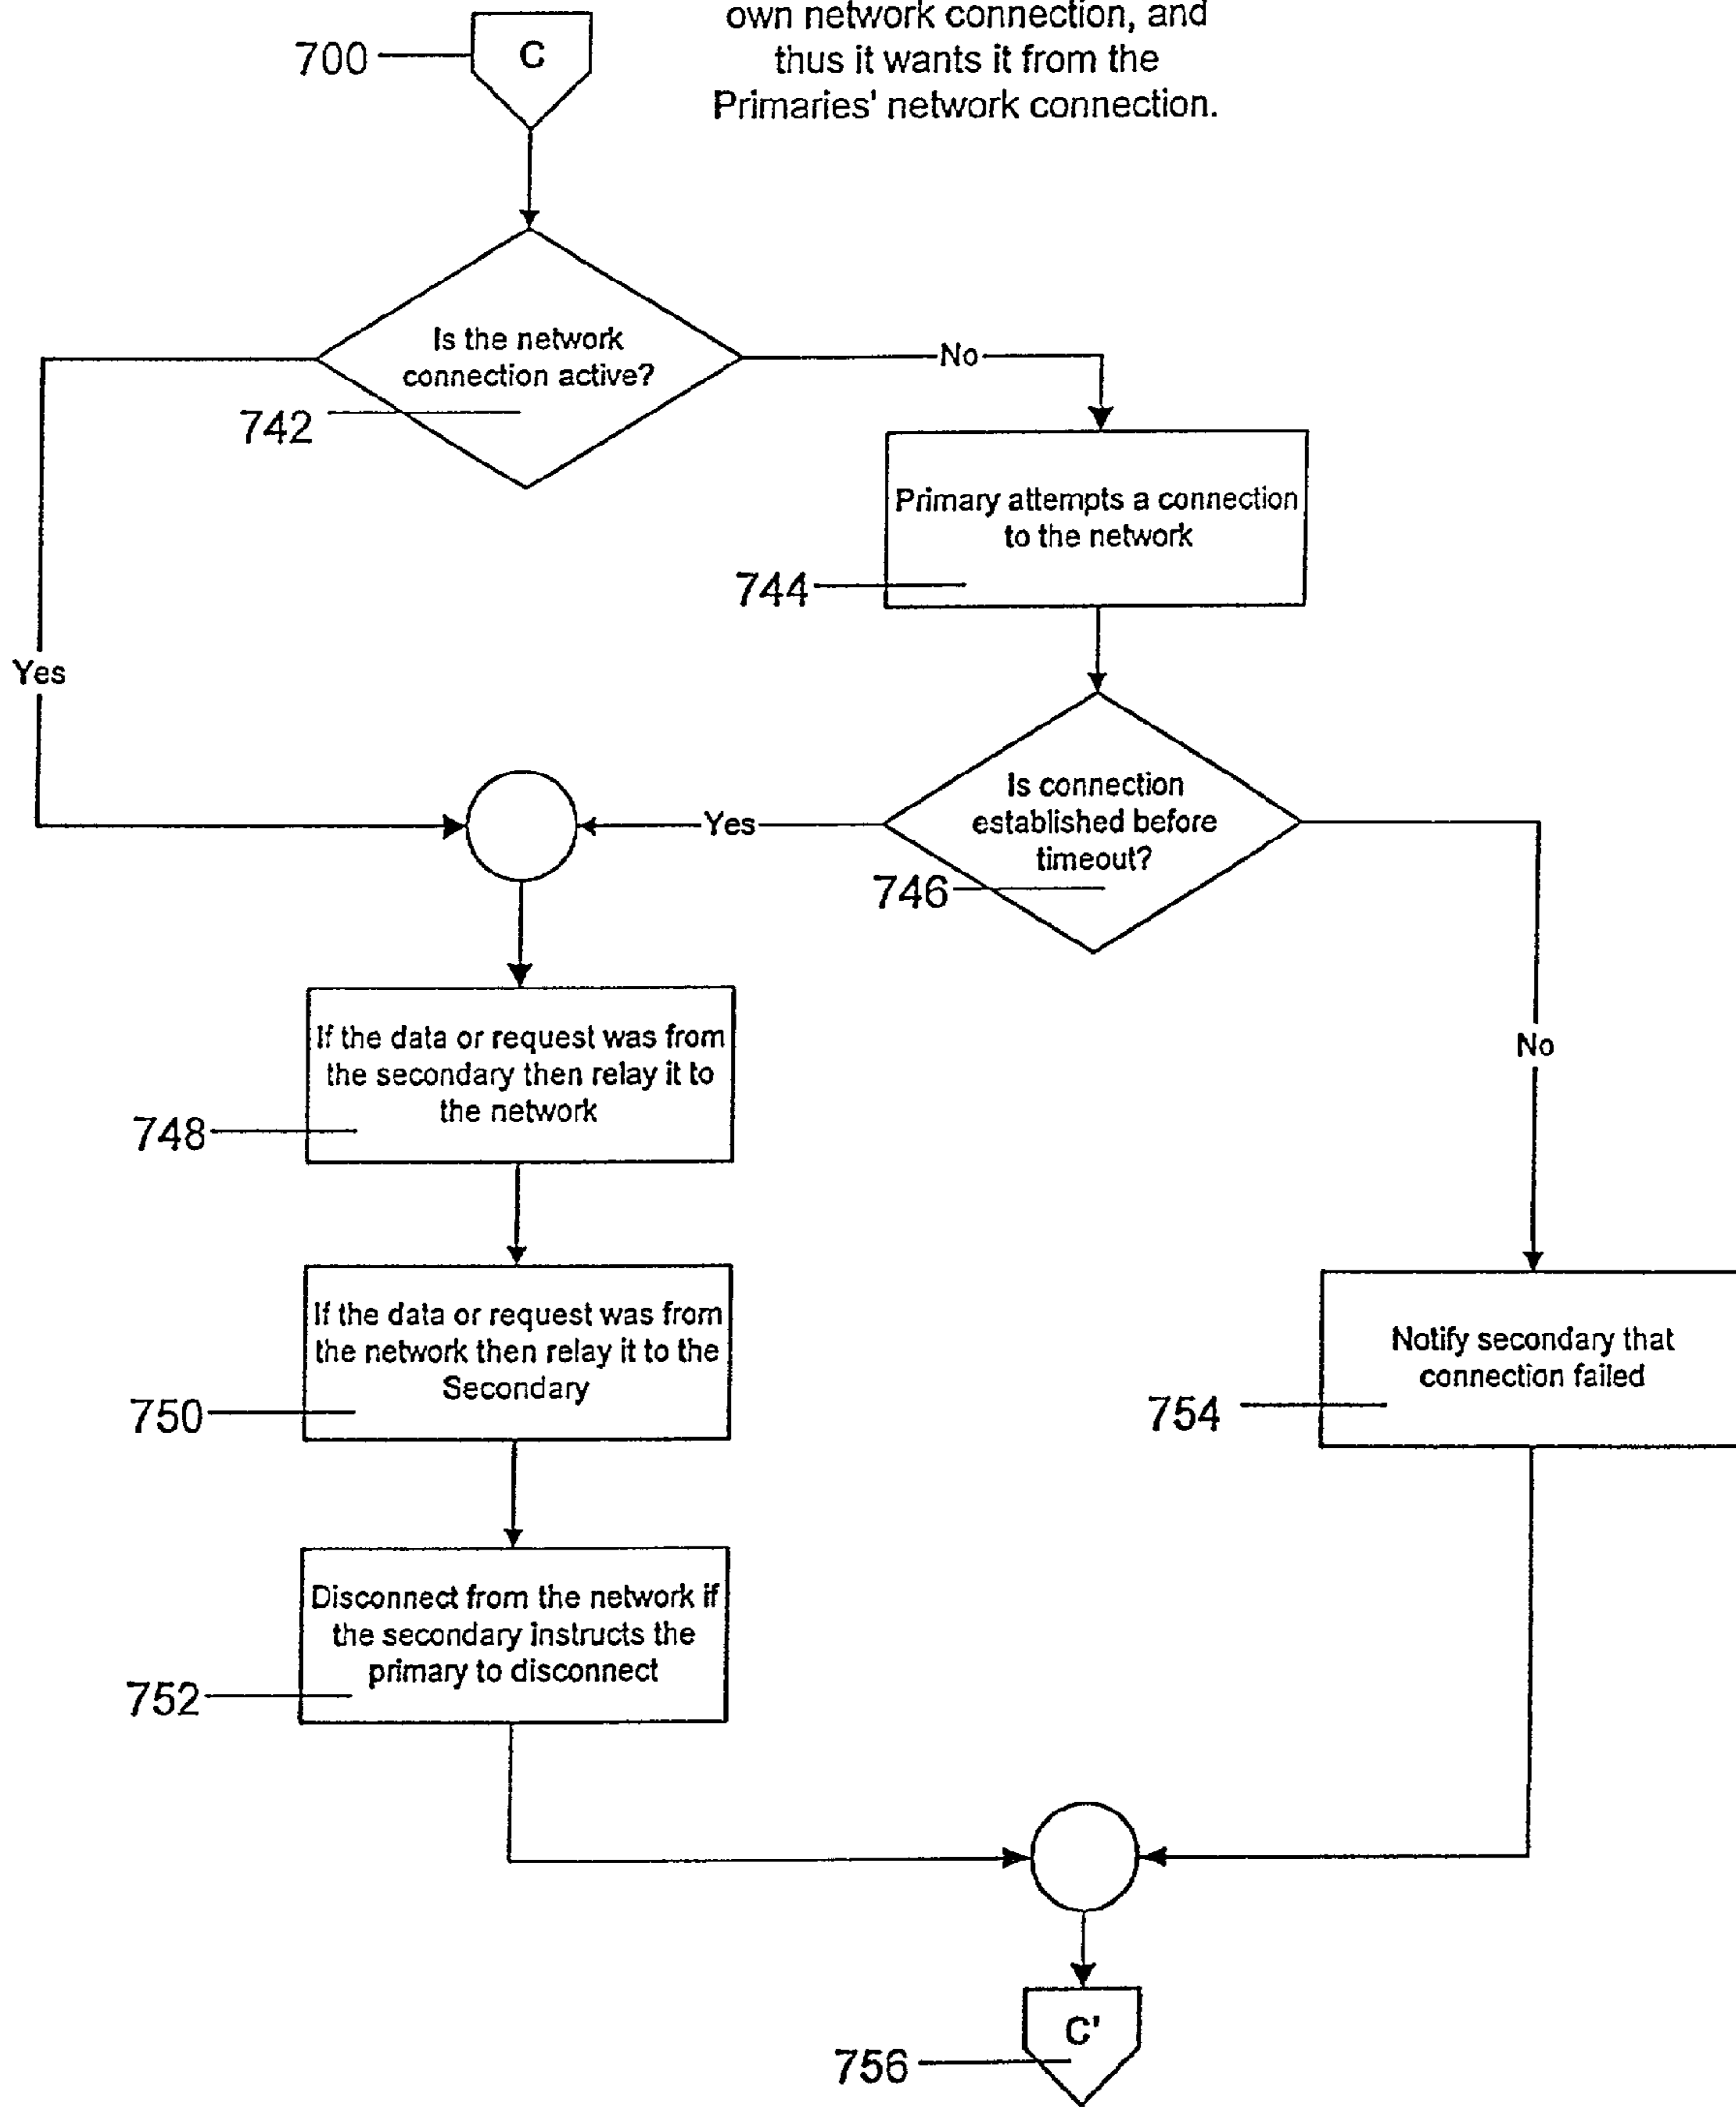 own network connection, and
thus it wants it from the
Primaries' network connection.
700
C
Is the network
connection active?
742
No
Primary attempts a connection
to the network
744
Yes
Is connection
established before
timeout?
746
Yes
No
If the data or request was from
the secondary then relay it to
the network
748
If the data or request was from
the network then relay it to the
Secondary
750
Notify secondary that
connection failed
754
Disconnect from the network if
the secondary instructs the
primary to disconnect
752
C'
756